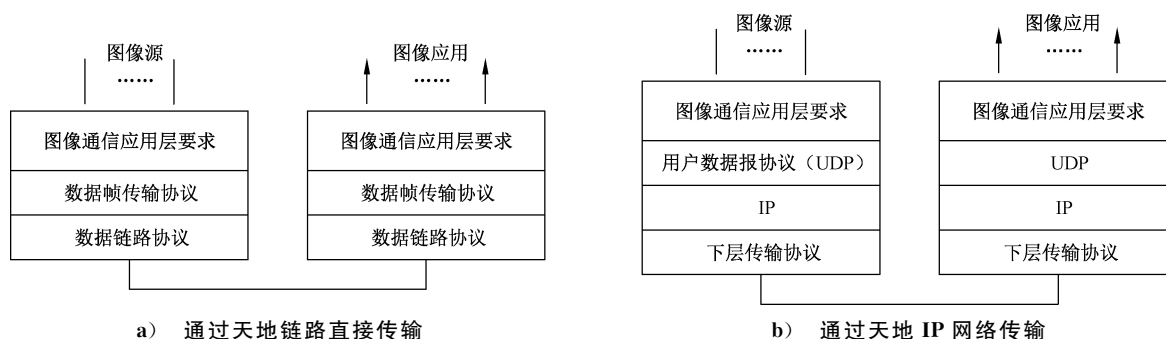 图像源
……
图像应用
……
图像通信应用层要求
数据帧传输协议
数据链路协议
图像通信应用层要求
数据帧传输协议
数据链路协议
a） 通过天地链路直接传输
图像源
……
图像应用
……
图像通信应用层要求
用户数据报协议（UDP）
IP
下层传输协议
图像通信应用层要求
UDP
IP
下层传输协议
b） 通过天地 IP 网络传输